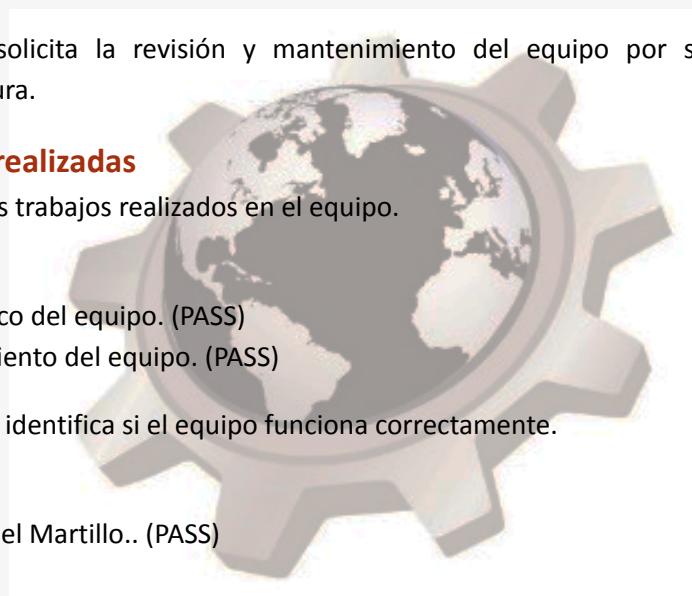 solicita la revisión y mantenimiento del equipo por s
ura.
realizadas
s trabajos realizados en el equipo.
co del equipo. (PASS)
iento del equipo. (PASS)
identifica si el equipo funciona correctamente.
el Martillo.. (PASS)